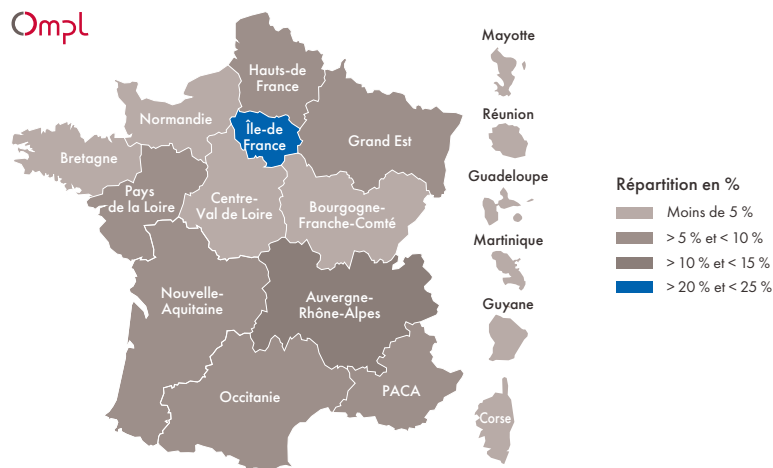 Ompl
Hauts-de
France
Normandie
Île-de
France
Grand Est
Bretagne
Pays
de la Loire
Centre-
Val de Loire
Bourgogne-
Franche-Comté
Nouvelle-
Aquitaine
Auvergne-
Rhône-Alpes
Occitanie
PACA
Mayotte
Réunion
Guadeloupe
Martinique
Guyane
Corse
Répartition en %
Moins de 5 %
> 5 % et < 10 %
> 10 % et < 15 %
> 20 % et < 25 %